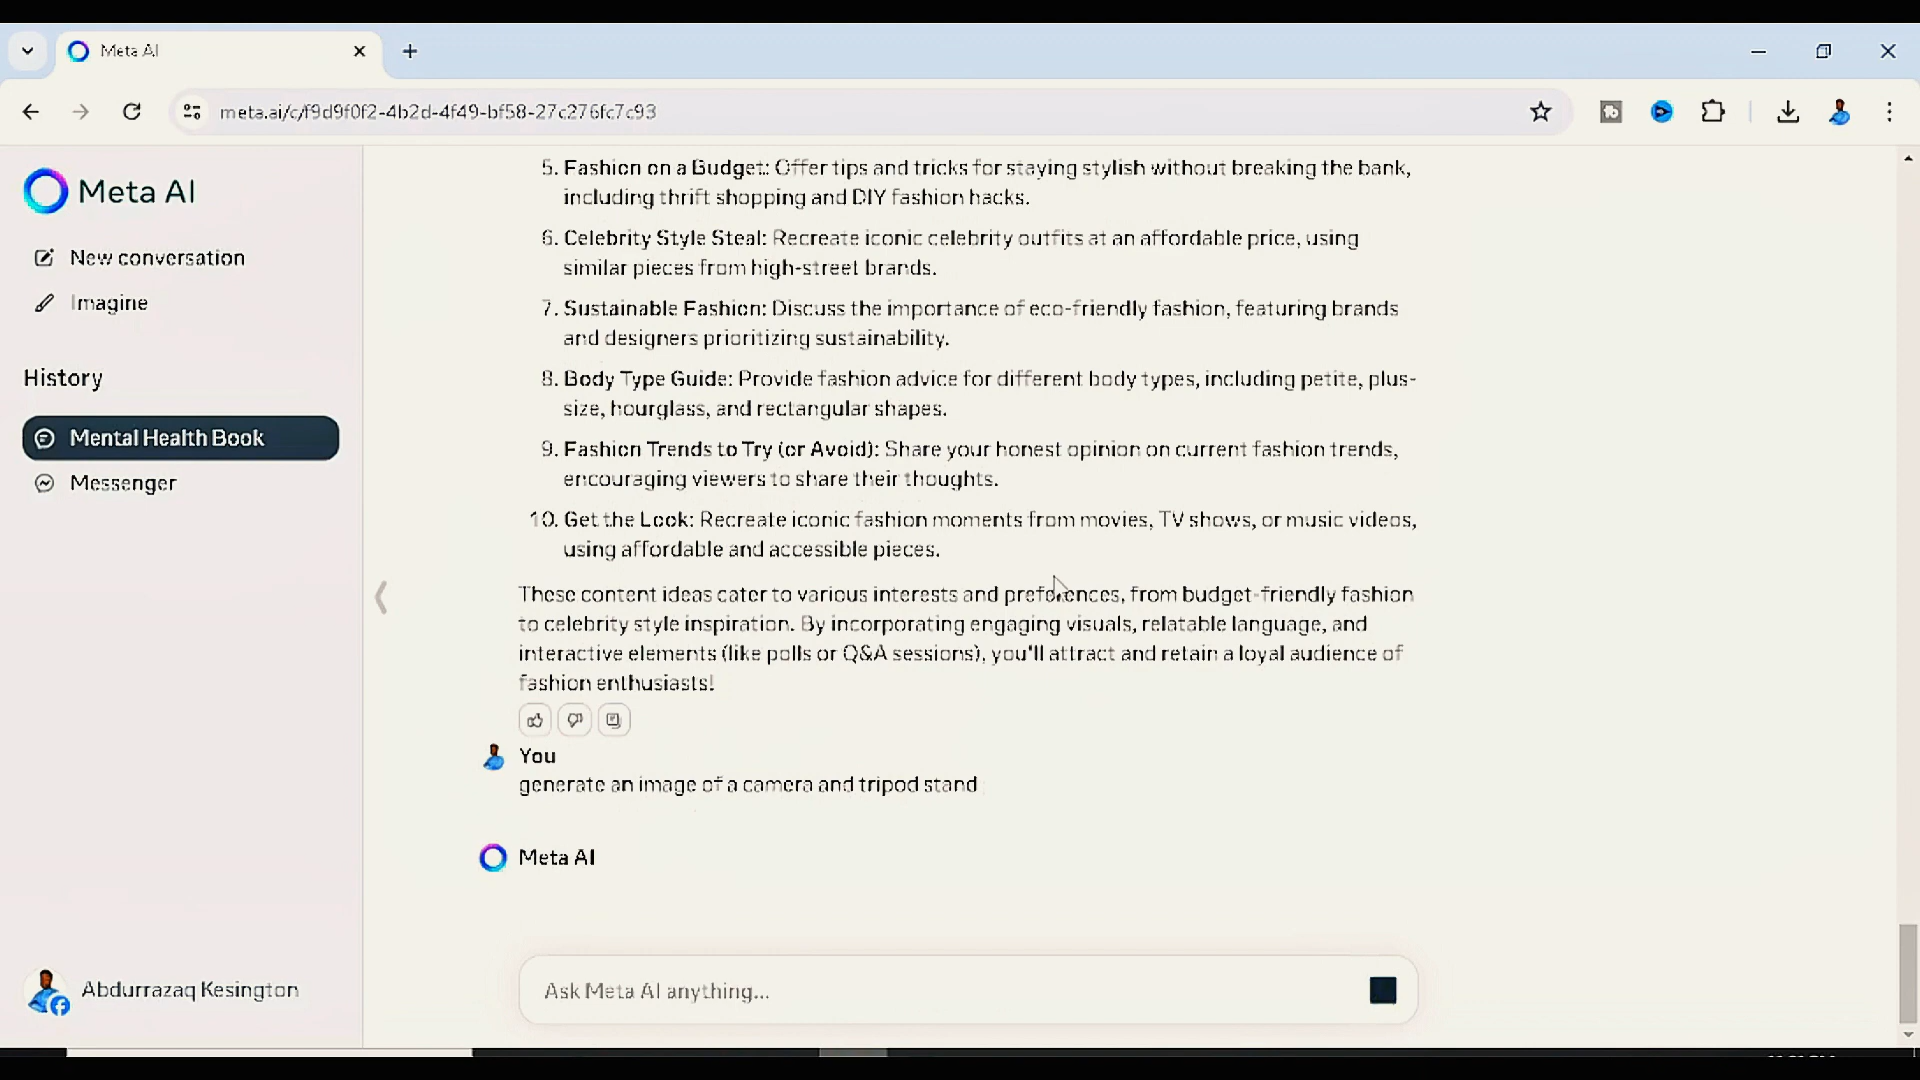 Meta AI
meta.ai/c/f9d9f0f2-4b2d-4f49-bf58-27c276fc7c93
Meta AI
New conversation
Imagine
History
Mental Health Book
Messenger
Abdurrazaq Kesington
5. Fashion on a Budget: Offer tips and tricks for staying stylish without breaking the bank,
including thrift shopping and DIY fashion hacks.
6. Celebrity Style Steal: Recreate iconic celebrity outfits at an affordable price, using
similar pieces from high-street brands.
7. Sustainable Fashion: Discuss the importance of eco-friendly fashion, featuring brands
and designers prioritizing sustainability.
8. Body Type Guide: Provide fashion advice for different body types, including petite, plus-
size, hourglass, and rectangular shapes.
9. Fashion Trends to Try (or Avoid): Share your honest opinion on current fashion trends,
encouraging viewers to share their thoughts.
10. Get the Look: Recreate iconic fashion moments from movies, TV shows, or music videos,
using affordable and accessible pieces.
These content ideas cater to various interests and preferences, from budget-friendly fashion
to celebrity style inspiration. By incorporating engaging visuals, relatable language, and
interactive elements (like polls or Q&A sessions), you'll attract and retain a loyal audience of
fashion enthusiasts!
You
generate an image of a camera and tripod stand
Meta AI
Ask Meta AI anything...